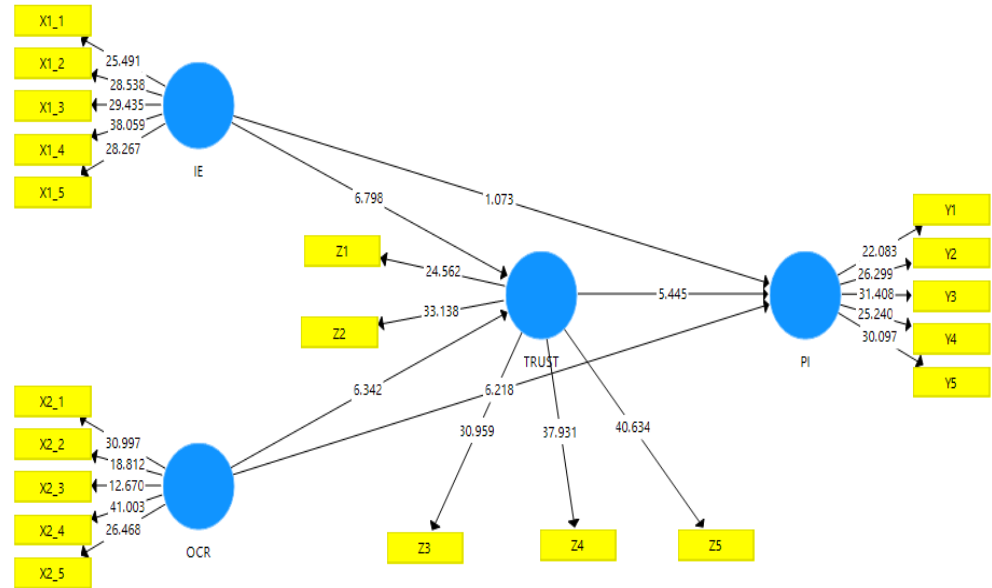 X1_1
X1_2
X1_3
X1_4
X1_5
25.491
28.538
29.435
38.059
28.267
IE
6.798
1.073
Z1
Z2
24.562
33.138
TRUST
5.445
PI
Y1
Y2
Y3
Y4
Y5
22.083
26.299
31.408
25.240
30.097
6.342
6.218
X2_1
X2_2
X2_3
X2_4
X2_5
30.997
18.812
12.670
41.003
26.468
OCR
30.959
37.931
40.634
Z3
Z4
Z5